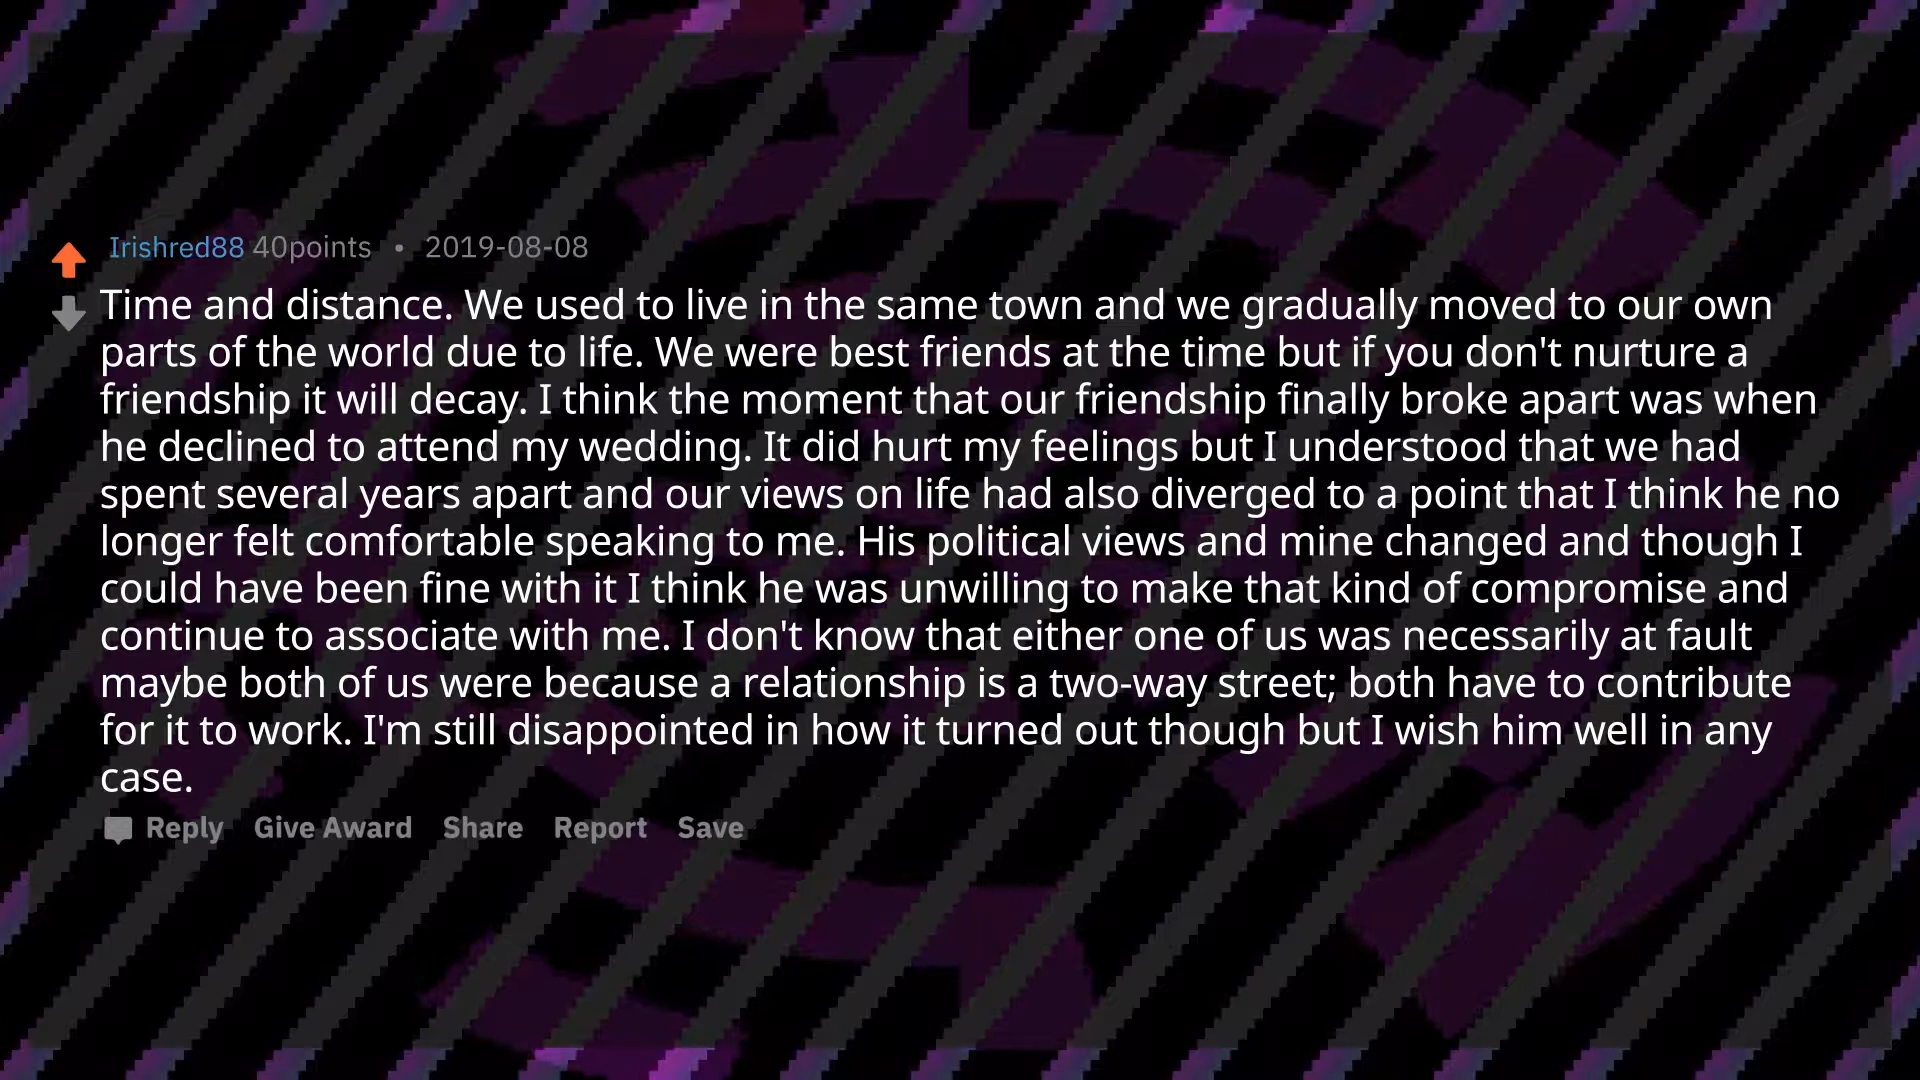 Irishred88 40points • 2019-08-08
Time and distance. We used to live in the same town and we gradually moved to our own
parts of the world due to life. We were best friends at the time but if you don't nurture a
friendship it will decay. I think the moment that our friendship finally broke apart was when
he declined to attend my wedding. It did hurt my feelings but I understood that we had
spent several years apart and our views on life had also diverged to a point that I think he no
longer felt comfortable speaking to me. His political views and mine changed and though I
could have been fine with it I think he was unwilling to make that kind of compromise and
continue to associate with me. I don't know that either one of us was necessarily at fault
maybe both of us were because a relationship is a two-way street; both have to contribute
for it to work. I'm still disappointed in how it turned out though but I wish him well in any
case.
Reply Give Award Share Report Save